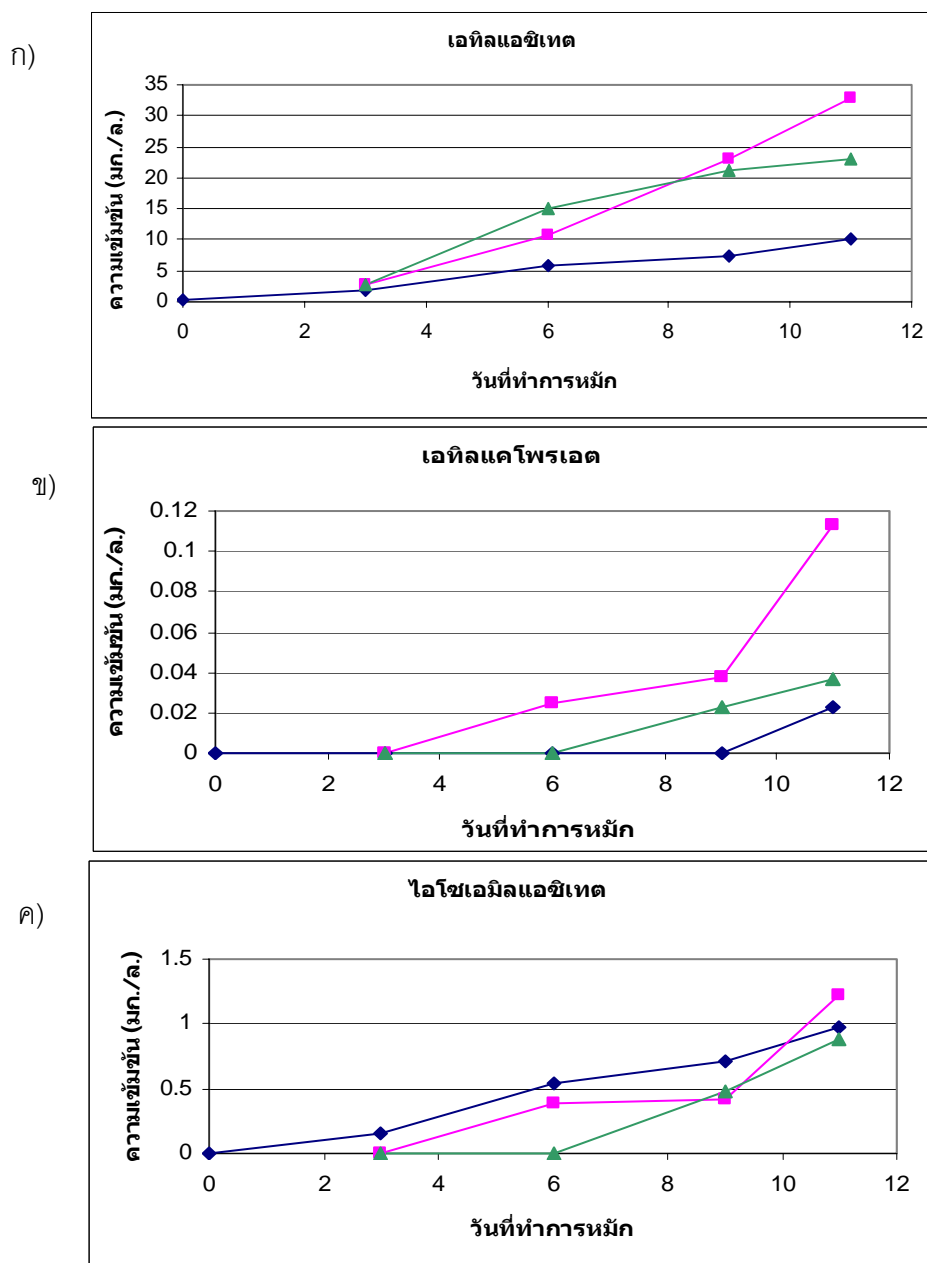 ก)
เอทิลแอซิเทต
ความเข้มข้น (มก./ล.)
35
30
25
20
15
10
5
0
0 2 4 6 8 10 12
วันที่ทำการหมัก
ข)
เอทิลแคโพรเอต
ความเข้มข้น (มก./ล.)
0.12
0.1
0.08
0.06
0.04
0.02
0
0 2 4 6 8 10 12
วันที่ทำการหมัก
ค)
ไอโซเอมิลแอซิเทต
ความเข้มข้น (มก./ล.)
1.5
1
0.5
0
0 2 4 6 8 10 12
วันที่ทำการหมัก